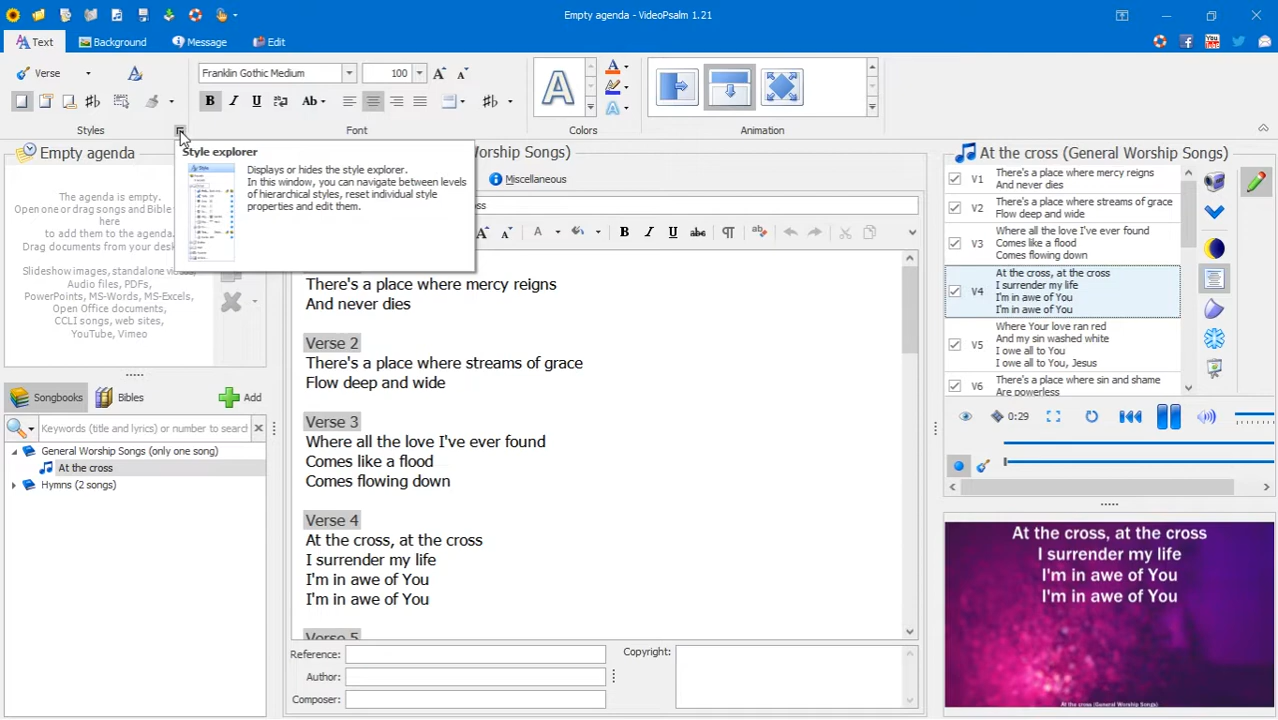 Empty agenda - VideoPsalm 1.21
Text
Background
Message
Edit
Verse
Franklin Gothic Medium
100
Styles
Font
Colors
Animation
Empty agenda
The agenda is empty.
Open one or drag songs and Bible
here
to add them to the agenda.
Drag documents from your desk
Slideshow images, standalone videos
Audio files, PDFs,
PowerPoints, MS-Words, MS-Excels,
Open Office documents,
CCLI songs, web sites,
YouTube, Vimeo
Style explorer
Displays or hides the style explorer.
In this window, you can navigate between levels
of hierarchical styles, reset individual style
properties and edit them.
orship Songs)
Miscellaneous
There's a place where mercy reigns
And never dies
Verse 2
There's a place where streams of grace
Flow deep and wide
Verse 3
Where all the love I've ever found
Comes like a flood
Comes flowing down
Verse 4
At the cross, at the cross
I surrender my life
I'm in awe of You
I'm in awe of You
Verse 5
Reference:
Author:
Composer:
Copyright:
Songbooks
Bibles
Add
Keywords (title and lyrics) or number to search
General Worship Songs (only one song)
At the cross
Hymns (2 songs)
At the cross (General Worship Songs)
V1
There's a place where mercy reigns
And never dies
V2
There's a place where streams of grace
Flow deep and wide
V3
Where all the love I've ever found
Comes like a flood
Comes flowing down
V4
At the cross, at the cross
I surrender my life
I'm in awe of You
I'm in awe of You
V5
Where Your love ran red
And my sin washed white
I owe all to You
I owe all to You, Jesus
V6
There's a place where sin and shame
Are powerless
0:29
At the cross, at the cross
I surrender my life
I'm in awe of You
I'm in awe of You
At the cross (General Worship Songs)